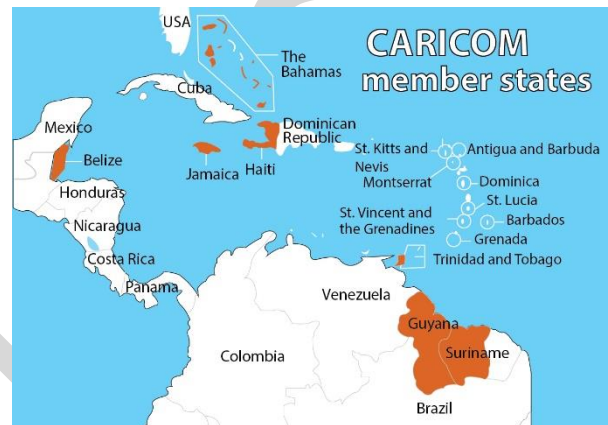 USA
CARICOM
member states
The
Bahamas
Cuba
Mexico
Dominican
Republic
Belize
Jamaica
Haiti
St. Kitts and
Nevis
Antigua and Barbuda
Montserrat
Dominica
St. Lucia
St. Vincent and
the Grenadines
Barbados
Grenada
Trinidad and Tobago
Honduras
Nicaragua
Costa Rica
Panama
Venezuela
Guyana
Suriname
Colombia
Brazil